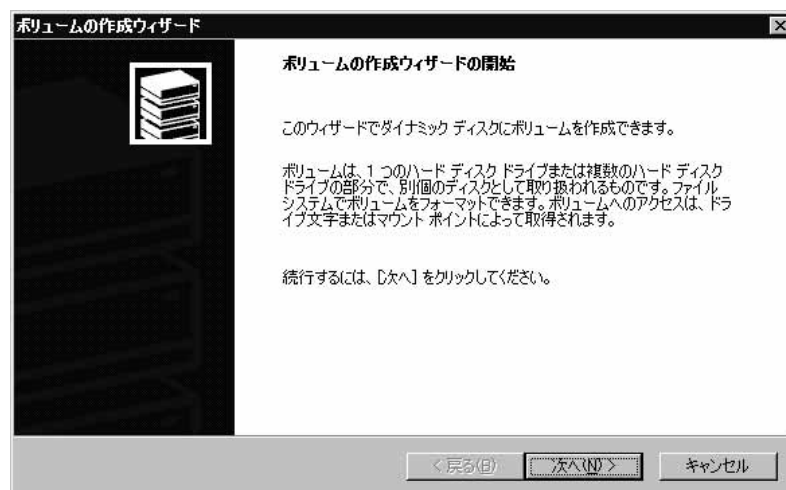 ボリュームの作成ウィザード
ボリュームの作成ウィザードの開始
このウィザードでダイナミック ディスクにボリュームを作成できます。
ボリュームは、1 つのハード ディスク ドライブまたは複数のハード ディスク
ドライブの部分で、別個のディスクとして取り扱われるものです。ファイル
システムでボリュームをフォーマットできます。ボリュームへのアクセスは、ドラ
イブ文字またはマウント ポイントによって取得されます。
続行するには、[次へ] をクリックしてください。
< 戻る(B) 次へ(N) > キャンセル